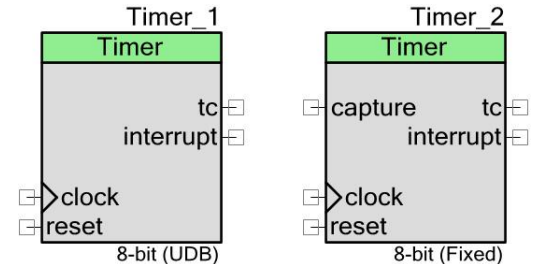 Timer_1
Timer
tc
interrupt
clock
reset
8-bit (UDB)
Timer_2
Timer
capture
tc
interrupt
clock
reset
8-bit (Fixed)